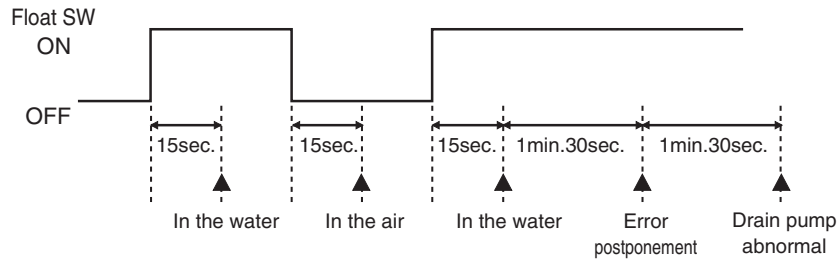 Float SW
ON
OFF
15sec. 15sec. 15sec. 1min.30sec. 1min.30sec.
In the water In the air In the water Error postponement Drain pump abnormal